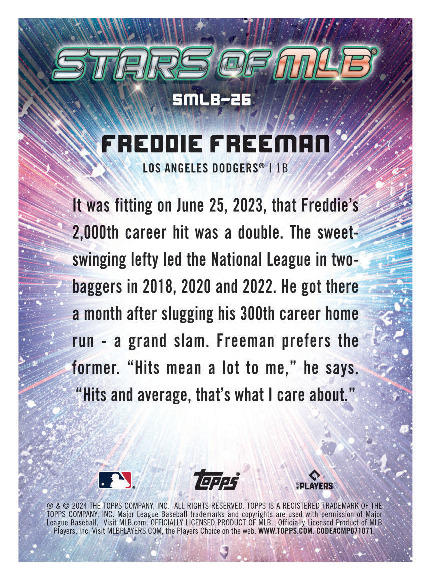 STARS OF MLB
SMLB-26
FREDDIE FREEMAN
LOS ANGELES DODGERS® | 1B
It was fitting on June 25, 2023, that Freddie's
2,000th career hit was a double. The sweet-
swinging lefty led the National League in two-
baggers in 2018, 2020 and 2022. He got there
a month after slugging his 300th career home
run - a grand slam. Freeman prefers the
former. “Hits mean a lot to me,” he says.
“Hits and average, that's what I care about.”
Topps
PLAYERS
® & © 2024 THE TOPPS COMPANY, INC. ALL RIGHTS RESERVED. TOPPS IS A REGISTERED TRADEMARK OF THE
TOPPS COMPANY, INC. Major League Baseball trademarks and copyrights are used with permission of Major
League Baseball. Visit MLB.com. OFFICIALLY LICENSED PRODUCT OF MLB Officially Licensed Product of MLB
Players, Inc. Visit MLBPLAYERS.COM, the Players Choice on the web. WWW.TOPPS.COM. CODE#CMP071071